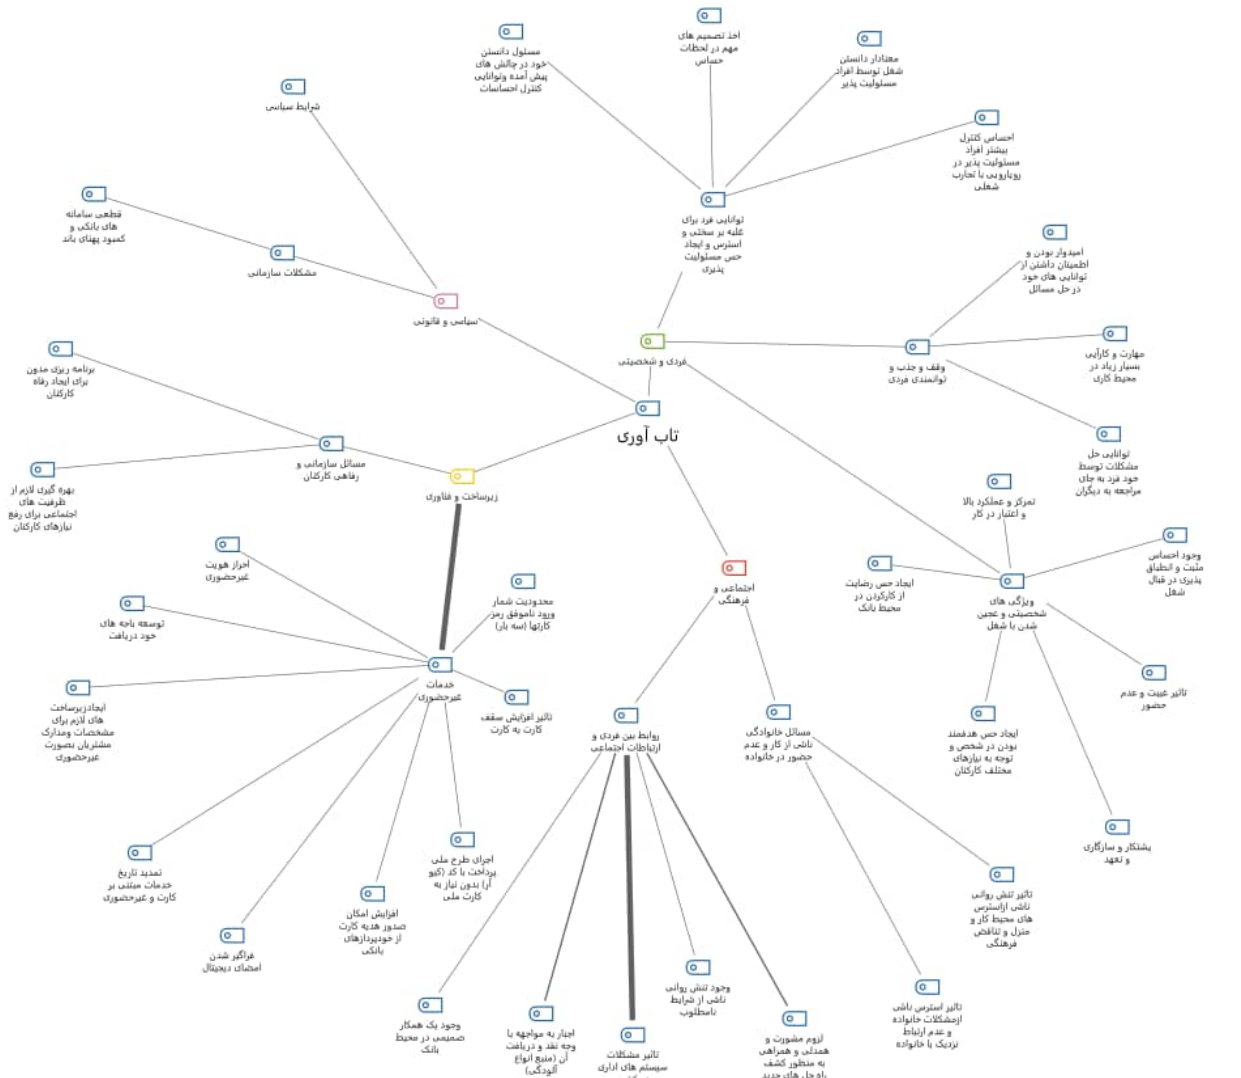 اخذ تصمیم های
مهم در لحظات
حساس
مسئول دانستن
خود در چالش های
پیش آمده وتوانایی
کنترل احساسات
معنادار دانستن
شغل توسط افراد
مسئولیت پذیر
شرایط سیاسی
احساس کنترل
بیشتر افراد
مسئولیت پذیر در
رویارویی با تجارب
شغلی
قطعی سامانه
های بانکی و
کمبود پهنای باند
توانایی فرد برای
غلبه بر سختی و
استرس و ایجاد
حس مسئولیت
پذیری
مشکلات سازمانی
امیدوار بودن و
اطمینان داشتن از
توانایی های خود
در حل مسائل
سیاسی و قانونی
فردی و شخصیتی
وقف و جذب و
توانمندی فردی
مهارت و کارآیی
بسیار زیاد در
محیط کاری
برنامه ریزی مدون
برای ایجاد رفاه
کارکنان
تاب آوری
توانایی حل
مشکلات توسط
خود فرد به جای
مراجعه به دیگران
مسائل سازمانی و
رفاهی کارکنان
بهره گیری لازم از
ظرفیت های
اجتماعی برای رفع
نیازهای کارکنان
زیرساخت و فناوری
تمرکز و عملکرد بالا
و اعتبار در کار
احراز هویت
غیرحضوری
وجود احساس
مثبت و انطباق
پذیری در قبال
شغل
ایجاد حس رضایت
از کارکردن در
محیط بانک
اجتماعی و
فرهنگی
ویژگی های
شخصیتی و عجین
شدن با شغل
محدودیت شمار
ورود ناموفق رمز
کارتها (سه بار)
توسعه باجه های
خود دریافت
خدمات
غیرحضوری
تاثیر غیبت و عدم
حضور
ایجادزیرساخت
های لازم برای
مشخصات ومدارک
مشتریان بصورت
غیرحضوری
تاثیر افزایش سقف
کارت به کارت
روابط بین فردی و
ارتباطات اجتماعی
مسائل خانوادگی
ناشی از کار و عدم
حضور در خانواده
ایجاد حس هدفمند
بودن در شخص و
توجه به نیازهای
مختلف کارکنان
پشتکار و سازگاری
و تعهد
تمدید تاریخ
خدمات مبتنی بر
کارت و غیرحضوری
اجرای طرح ملی
پرداخت با کد (کیو
آر) بدون نیاز به
کارت ملی
افزایش امکان
صدور هدیه کارت
از خودپردازهای
بانکی
تاثیر تنش روانی
ناشی ازاسترس
های محیط کار و
منزل و تناقض
فرهنگی
فراگیر شدن
امضای دیجیتال
وجود تنش روانی
ناشی از شرایط
نامطلوب
تاثیر استرس ناشی
ازمشکلات خانواده
و عدم ارتباط
نزدیک با خانواده
وجود یک همکار
صمیمی در محیط
بانک
اجبار به مواجهه با
وجه نقد و دریافت
آن (منبع انواع
آلودگی)
تاثیر مشکلات
سیستم های اداری
لزوم مشورت و
همدلی و همراهی
به منظور کشف
راه حل های جدید